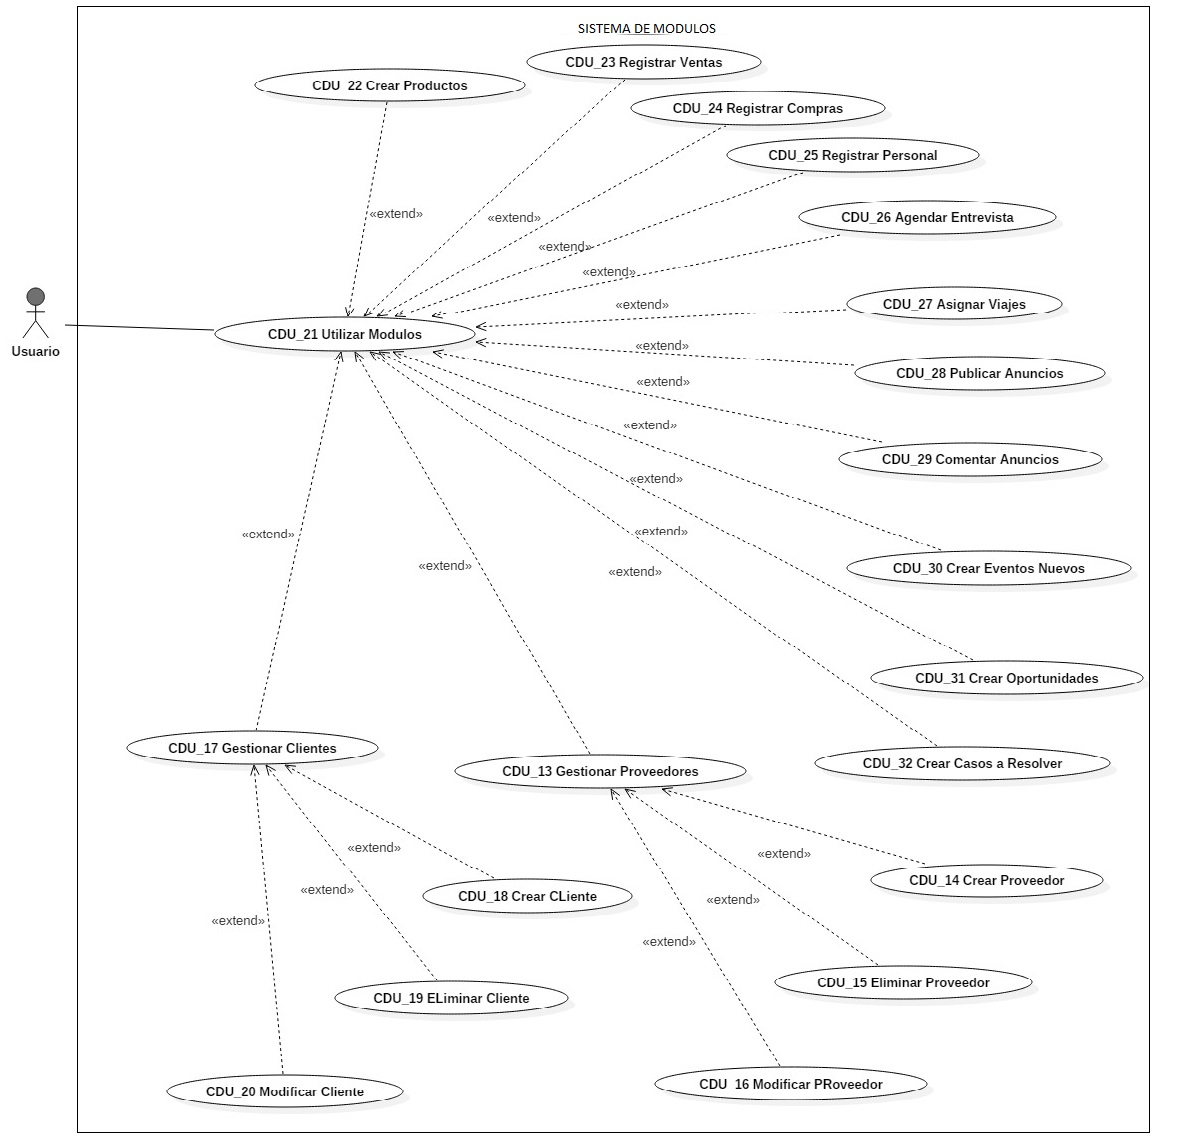 SISTEMA DE MODULOS
CDU_23 Registrar Ventas
CDU_22 Crear Productos
CDU_24 Registrar Compras
CDU_25 Registrar Personal
«extend»
«extend»
CDU_26 Agendar Entrevista
«extend»
«extend»
«extend»
CDU_27 Asignar Viajes
CDU_21 Utilizar Modulos
«extend»
Usuario
CDU_28 Publicar Anuncios
«extend»
«extend»
CDU_29 Comentar Anuncios
«extend»
«extend»
«extend»
«extend»
«extend»
CDU_30 Crear Eventos Nuevos
CDU_31 Crear Oportunidades
CDU_17 Gestionar Clientes
CDU_13 Gestionar Proveedores
CDU_32 Crear Casos a Resolver
«extend»
«extend»
CDU_14 Crear Proveedor
«extend»
CDU_18 Crear CLiente
«extend»
«extend»
«extend»
CDU_15 Eliminar Proveedor
CDU_19 ELiminar Cliente
CDU_16 Modificar PRoveedor
CDU_20 Modificar Cliente